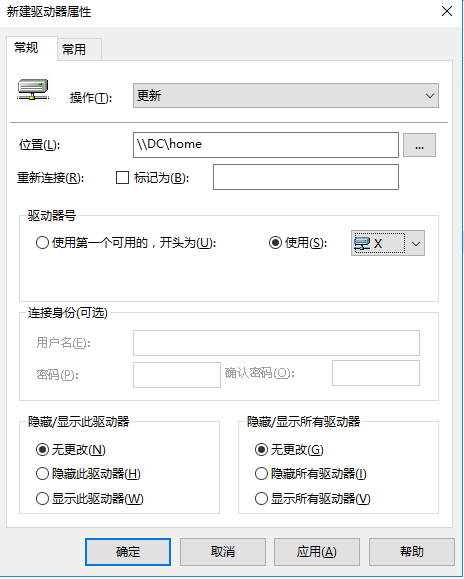 新建驱动器属性
常规 常用
操作(T): 更新
位置(L): \\DC\home ...
重新连接(R): 标记为(B):
驱动器号
使用第一个可用的，开头为(U): 使用(S): X
连接身份(可选)
用户名(E):
密码(P): 确认密码(O):
隐藏/显示此驱动器 隐藏/显示所有驱动器
无更改(N) 无更改(G)
隐藏此驱动器(H) 隐藏所有驱动器(I)
显示此驱动器(W) 显示所有驱动器(V)
确定 取消 应用(A) 帮助